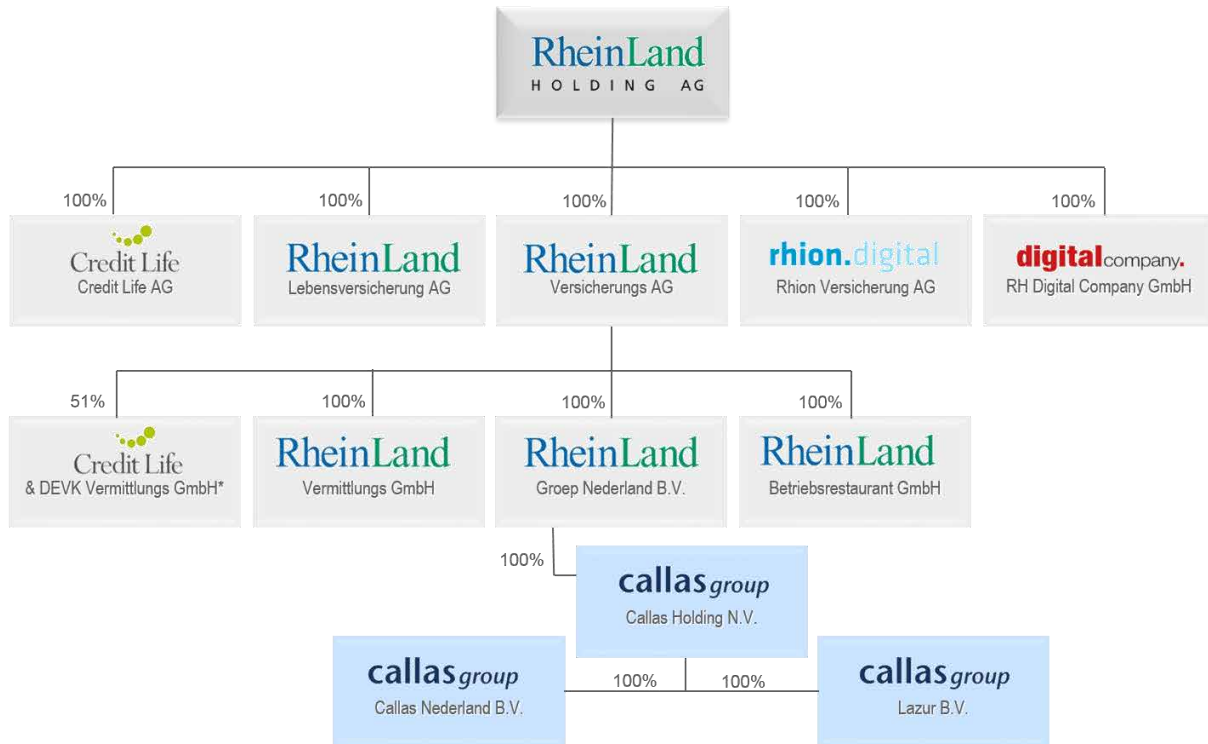 RheinLand
HOLDING AG
100%
100%
100%
100%
100%
Credit Life
Credit Life AG
RheinLand
Lebensversicherung AG
RheinLand
Versicherungs AG
rhion.digital
Rhion Versicherung AG
digitalcompany.
RH Digital Company GmbH
51%
100%
100%
100%
Credit Life
& DEVK Vermittlungs GmbH*
RheinLand
Vermittlungs GmbH
RheinLand
Groep Nederland B.V.
RheinLand
Betriebsrestaurant GmbH
100%
callasgroup
Callas Holding N.V.
100%
100%
callasgroup
Callas Nederland B.V.
callasgroup
Lazur B.V.